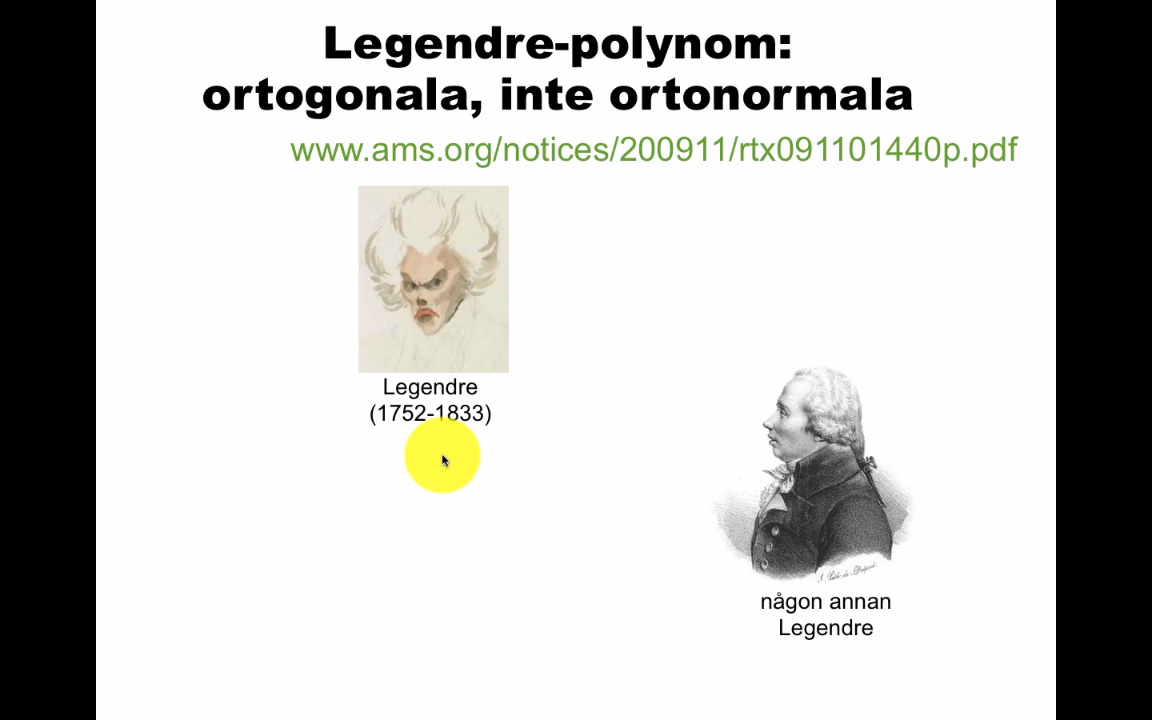 Legendre-polynom:
ortogonala, inte ortonormala
www.ams.org/notices/200911/rtx091101440p.pdf
Legendre
(1752-1833)
någon annan
Legendre